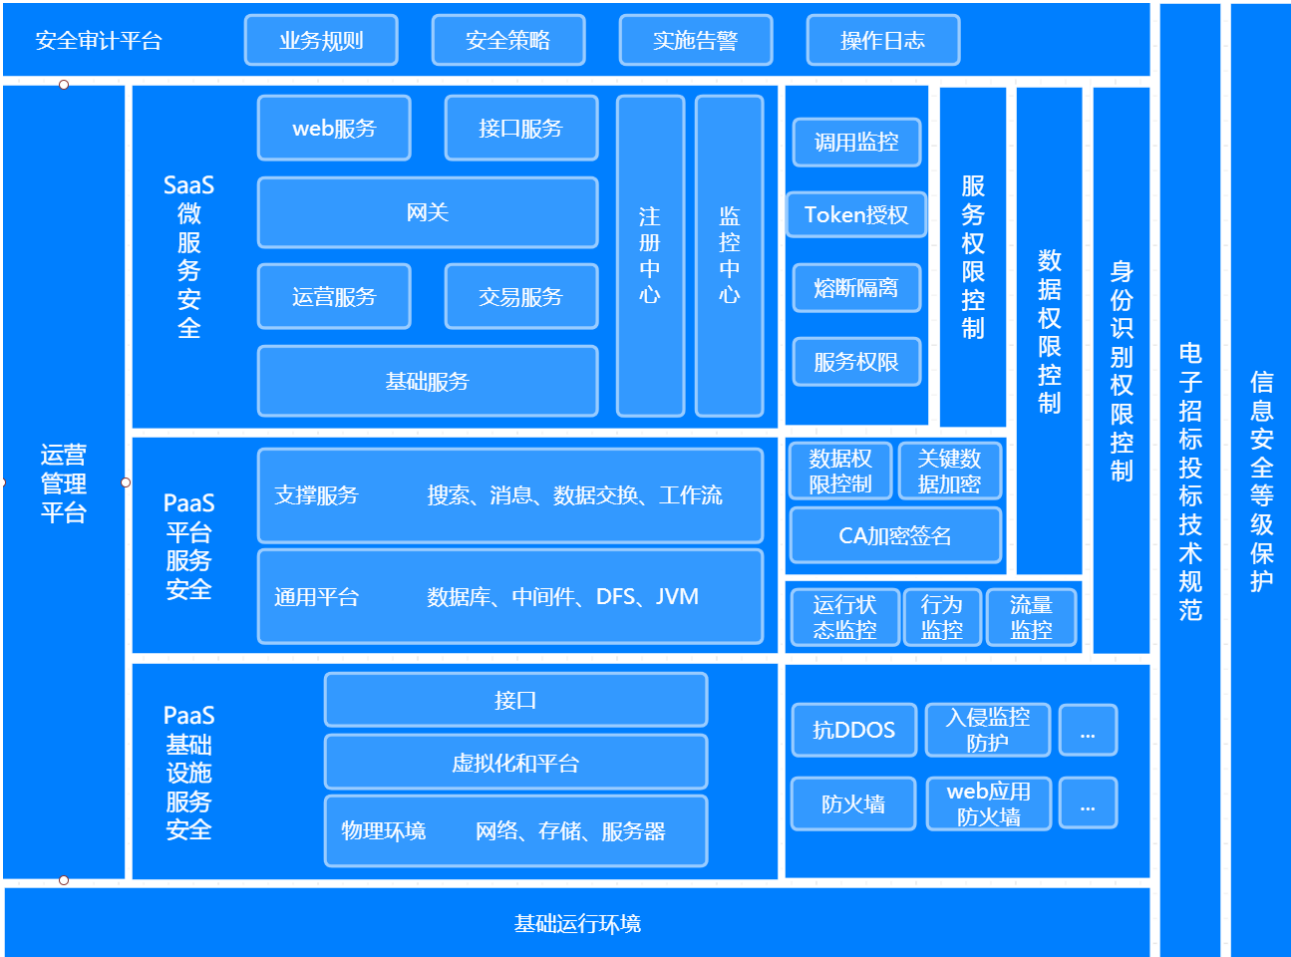 安全审计平台
业务规则
安全策略
实施告警
操作日志
运营
管理
平台
SaaS
微
服
务
安
全
web服务
接口服务
网关
运营服务
交易服务
基础服务
注
册
中
心
监
控
中
心
调用监控
Token授权
熔断隔离
服务权限
服
务
权
限
控
制
数
据
权
限
控
制
身
份
识
别
权
限
控
制
PaaS
平台
服务
安全
支撑服务 搜索、消息、数据交换、工作流
通用平台 数据库、中间件、DFS、JVM
数据权
限控制
关键数
据加密
CA加密签名
运行状
态监控
行为
监控
流量
监控
PaaS
基础
设施
服务
安全
接口
虚拟化和平台
物理环境 网络、存储、服务器
抗DDOS
入侵监控
防护
...
防火墙
web应用
防火墙
...
基础运行环境
电
子
招
标
投
标
技
术
规
范
信
息
安
全
等
级
保
护